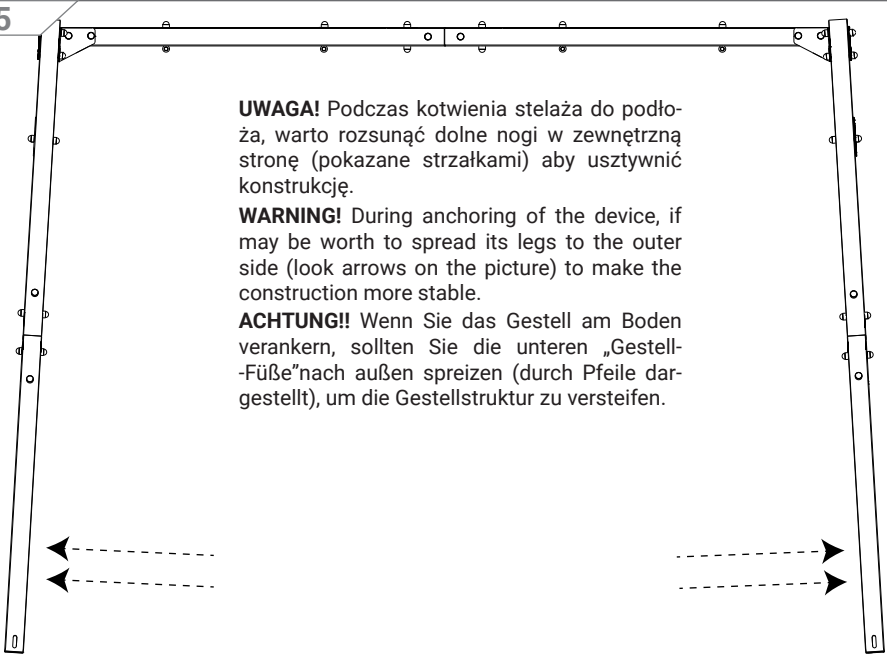 5
UWAGA! Podczas kotwienia stelaża do podło-
ża, warto rozsunąć dolne nogi w zewnętrzną
stronę (pokazane strzałkami) aby usztywnić
konstrukcję.
WARNING! During anchoring of the device, if
may be worth to spread its legs to the outer
side (look arrows on the picture) to make the
construction more stable.
ACHTUNG!! Wenn Sie das Gestell am Boden
verankern, sollten Sie die unteren „Gestell-
-Füße”nach außen spreizen (durch Pfeile dar-
gestellt), um die Gestellstruktur zu versteifen.